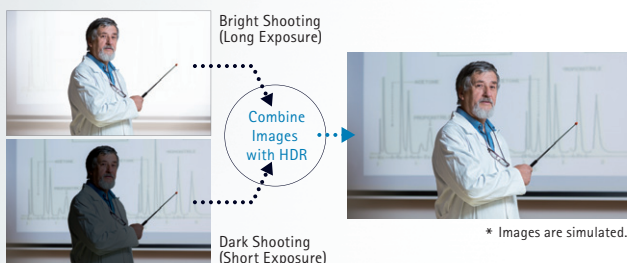 Bright Shooting
(Long Exposure)
Combine
Images
with HDR
Dark Shooting
(Short Exposure)
* Images are simulated.